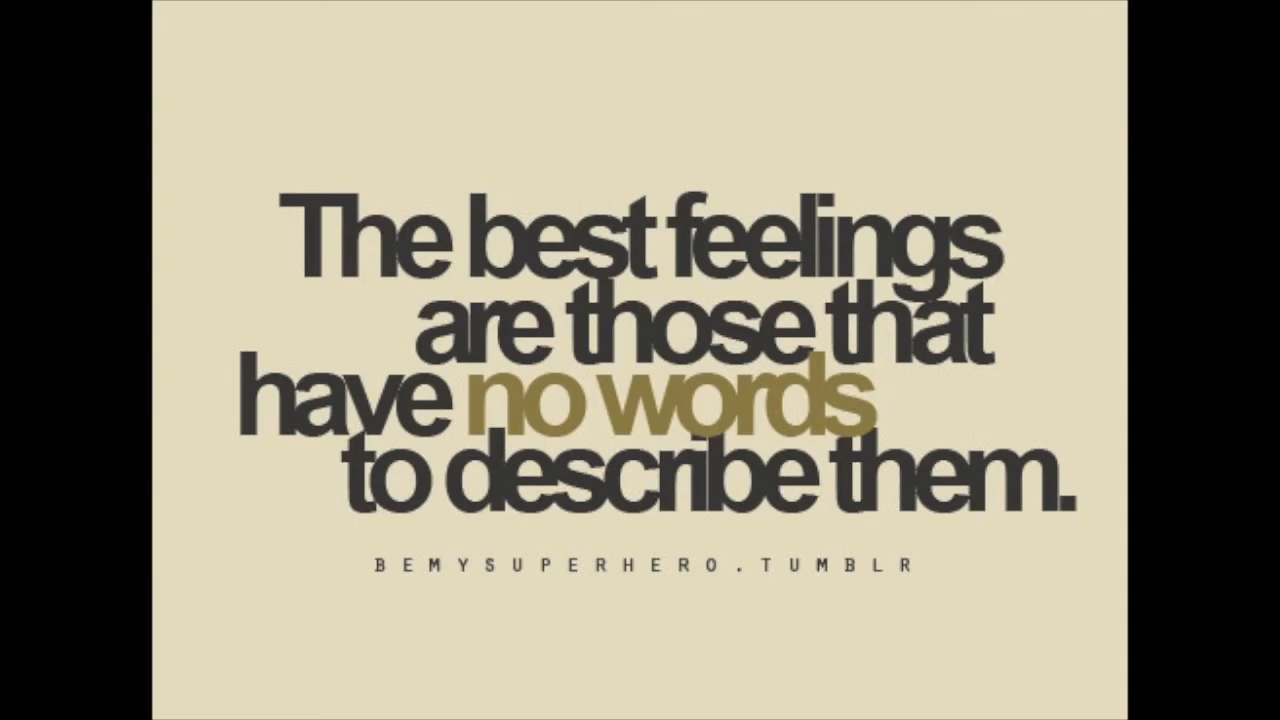 The best feelings
are those that
have no words
to describe them.
BEMYSUPERHERO.TUMBLR